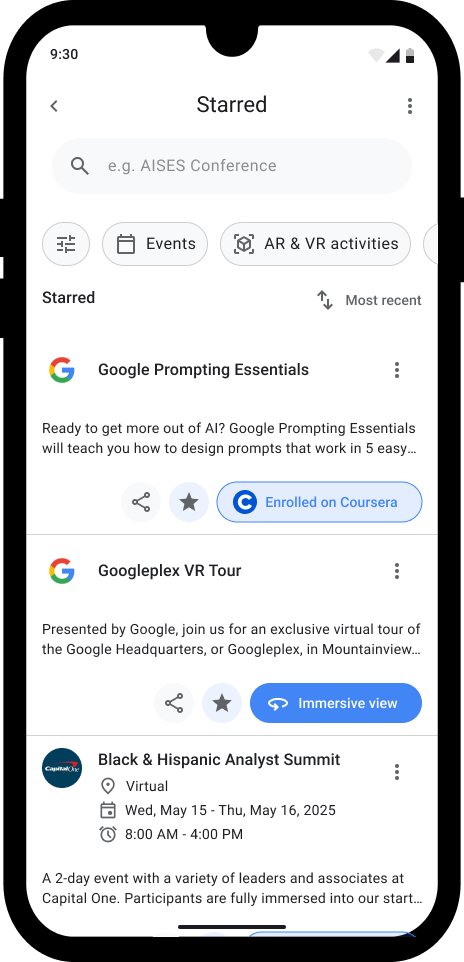 9:30
Starred
e.g. AISES Conference
Events
AR & VR activities
Starred
Most recent
Google Prompting Essentials
Ready to get more out of AI? Google Prompting Essentials
will teach you how to design prompts that work in 5 easy…
Enrolled on Coursera
Googleplex VR Tour
Presented by Google, join us for an exclusive virtual tour of
the Google Headquarters, or Googleplex, in Mountainview…
Immersive view
Capital One
Black & Hispanic Analyst Summit
Virtual
Wed, May 15 - Thu, May 16, 2025
8:00 AM - 4:00 PM
A 2-day event with a variety of leaders and associates at
Capital One. Participants are fully immersed into our start…